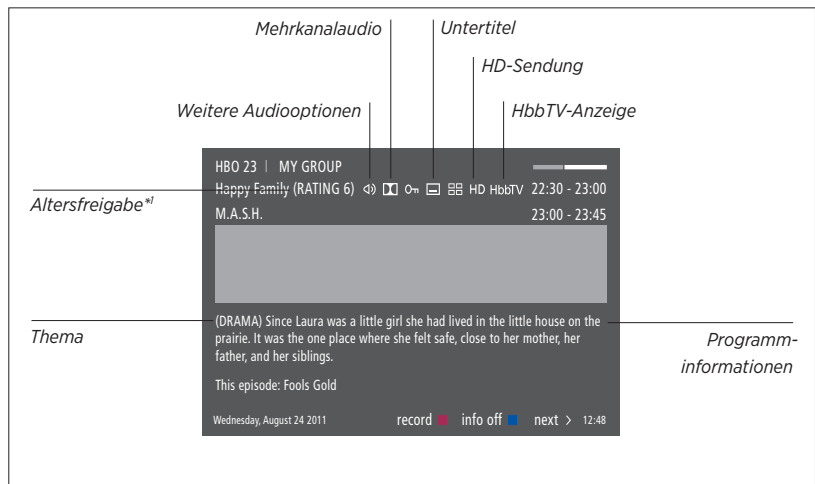 Mehrkanalaudio Untertitel
HD-Sendung
Weitere Audiooptionen HbbTV-Anzeige
HBO 23 | MY GROUP
Happy Family (RATING 6) HD HbbTV 22:30 - 23:00
Altersfreigabe*1
M.A.S.H. 23:00 - 23:45
(DRAMA) Since Laura was a little girl she had lived in the little house on the
Thema
prairie. It was the one place where she felt safe, close to her mother, her
Programm-
father, and her siblings.
informationen
This episode: Fools Gold
Wednesday, August 24 2011 record info off next > 12:48